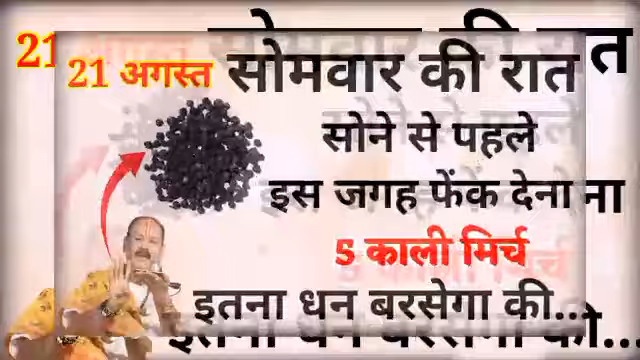 21 अगस्त सोमवार की रात
सोने से पहले
इस जगह फेंक देना
5 काली मिर्च
इतना धन बरसेगा की...